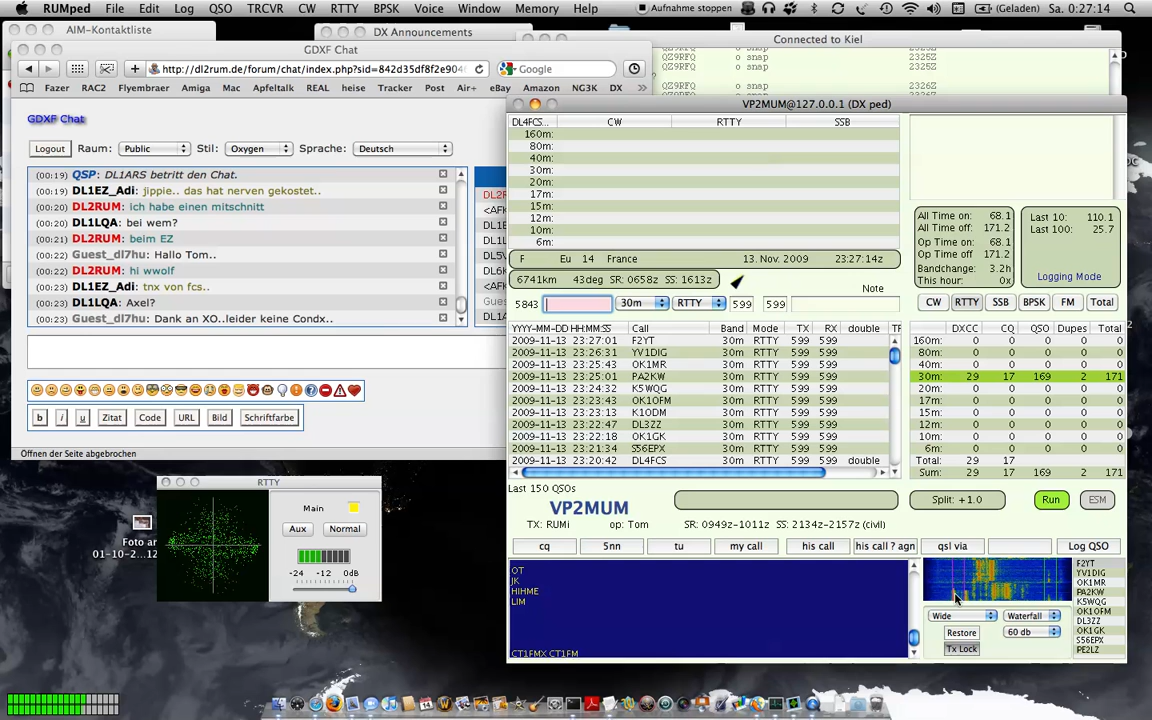 RUMped File Edit Log QSO TRCVR CW RTTY BPSK Voice Window Memory Help Aufnahme stoppen (Geladen) Sa. 0:27:14
AIM-Kontaktliste
DX Announcements
Connected to Kiel
QZ9RFQ o snap 2325Z
QZ9RFQ o snap 2325Z
QZ9RFQ o snap 2326Z
GDXF Chat
http://dl2rum.de/forum/chat/index.php?sid=842d35df8f2e904
Google
Fazer RAC2 Flyembraer Amiga Mac Apfeltalk REAL heise Tracker Post Air+ eBay Amazon NG3K DX
GDXF Chat
Logout Raum: Public Stil: Oxygen Sprache: Deutsch
(00:19) QSP: DL1ARS betritt den Chat.
(00:19) DL1EZ_Adi: jippie.. das hat nerven gekostet..
(00:20) DL2RUM: ich habe einen mitschnitt
(00:20) DL1LQA: bei wem?
(00:21) DL2RUM: beim EZ
(00:22) Guest_dl7hu: Hallo Tom..
(00:22) DL2RUM: hi wwolf
(00:22) DL1EZ_Adi: tnx von fcs..
(00:23) DL1LQA: Axel?
(00:23) Guest_dl7hu: Dank an XO..leider keine Condx..
b i u Zitat Code URL Bild Schriftfarbe
Öffnen der Seite abgebrochen
VP2MUM@127.0.0.1 (DX ped)
DL4FCS... CW RTTY SSB
160m:
80m:
40m:
30m:
20m:
17m:
15m:
12m:
10m:
6m:
F Eu 14 France 13. Nov. 2009 23:27:14z
6741km 43deg SR: 0658z SS: 1613z
Note
5843 30m RTTY 599 599
All Time on: 68.1
All Time off: 171.2
Op Time on: 68.1
Op Time off 171.2
Bandchange: 3.2h
This hour: 0x
Last 10: 110.1
Last 100: 25.7
Logging Mode
CW RTTY SSB BPSK FM Total
YYYY-MM-DD HH:MM:SS Call Band Mode TX RX double
2009-11-13 23:27:01 F2YT 30m RTTY 599 599
2009-11-13 23:26:31 YV1DIG 30m RTTY 599 599
2009-11-13 23:25:43 OK1MR 30m RTTY 599 599
2009-11-13 23:25:01 PA2KW 30m RTTY 599 599
2009-11-13 23:24:32 K5WQG 30m RTTY 599 599
2009-11-13 23:23:43 OK1OFM 30m RTTY 599 599
2009-11-13 23:23:13 K1ODM 30m RTTY 599 599
2009-11-13 23:22:47 DL3ZZ 30m RTTY 599 599
2009-11-13 23:22:18 OK1GK 30m RTTY 599 599
2009-11-13 23:21:34 S56EPX 30m RTTY 599 599
2009-11-13 23:20:42 DL4FCS 30m RTTY 599 599 double
DXCC CQ QSO Dupes Total
160m: 0 0 0 0 0
80m: 0 0 0 0 0
40m: 0 0 0 0 0
30m: 29 17 169 2 171
20m: 0 0 0 0 0
17m: 0 0 0 0 0
15m: 0 0 0 0 0
12m: 0 0 0 0 0
10m: 0 0 0 0 0
6m: 0 0 0 0 0
Total: 29 17
Sum: 29 17 169 2 171
Last 150 QSOs
VP2MUM
Split: +1.0 Run ESM
TX: RUMi op: Tom SR: 0949z-1011z SS: 2134z-2157z (civil)
cq 5nn tu my call his call his call ? agn qsl via Log QSO
OT
JK
HIHME
LIM
CT1FMX CT1FM
Wide Waterfall
Restore 60 db
Tx Lock
F2YT
YV1DIG
OK1MR
PA2KW
K5WQG
OK1OFM
DL3ZZ
OK1GK
S56EPX
PE2LZ
RTTY
Main
Aux Normal
-24 -12 0dB
Foto ar
01-10-2...12